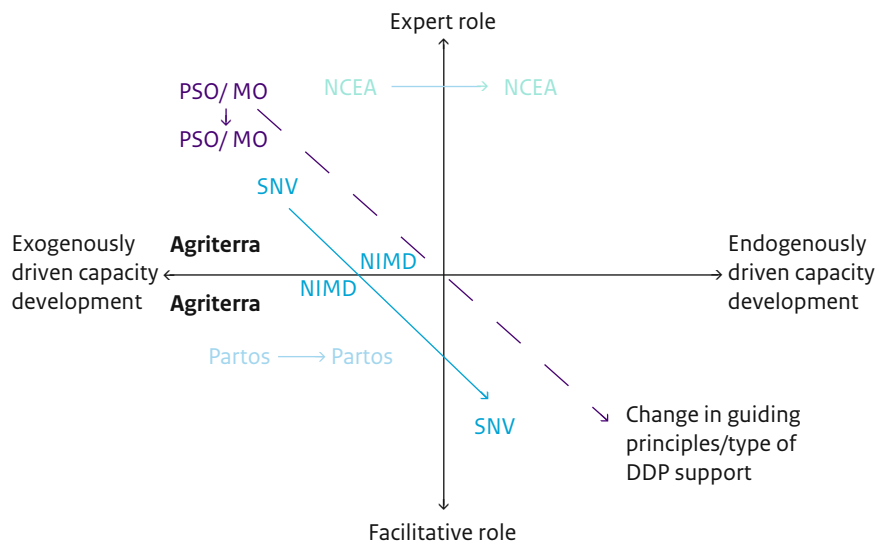 Expert role
PSO/ MO
NCEA
NCEA
PSO/ MO
SNV
Exogenously
driven capacity
development
Agriterra
Agriterra
NIMD
NIMD
Endogenously
driven capacity
development
Partos
Partos
SNV
Change in guiding
principles/type of
DDP support
Facilitative role